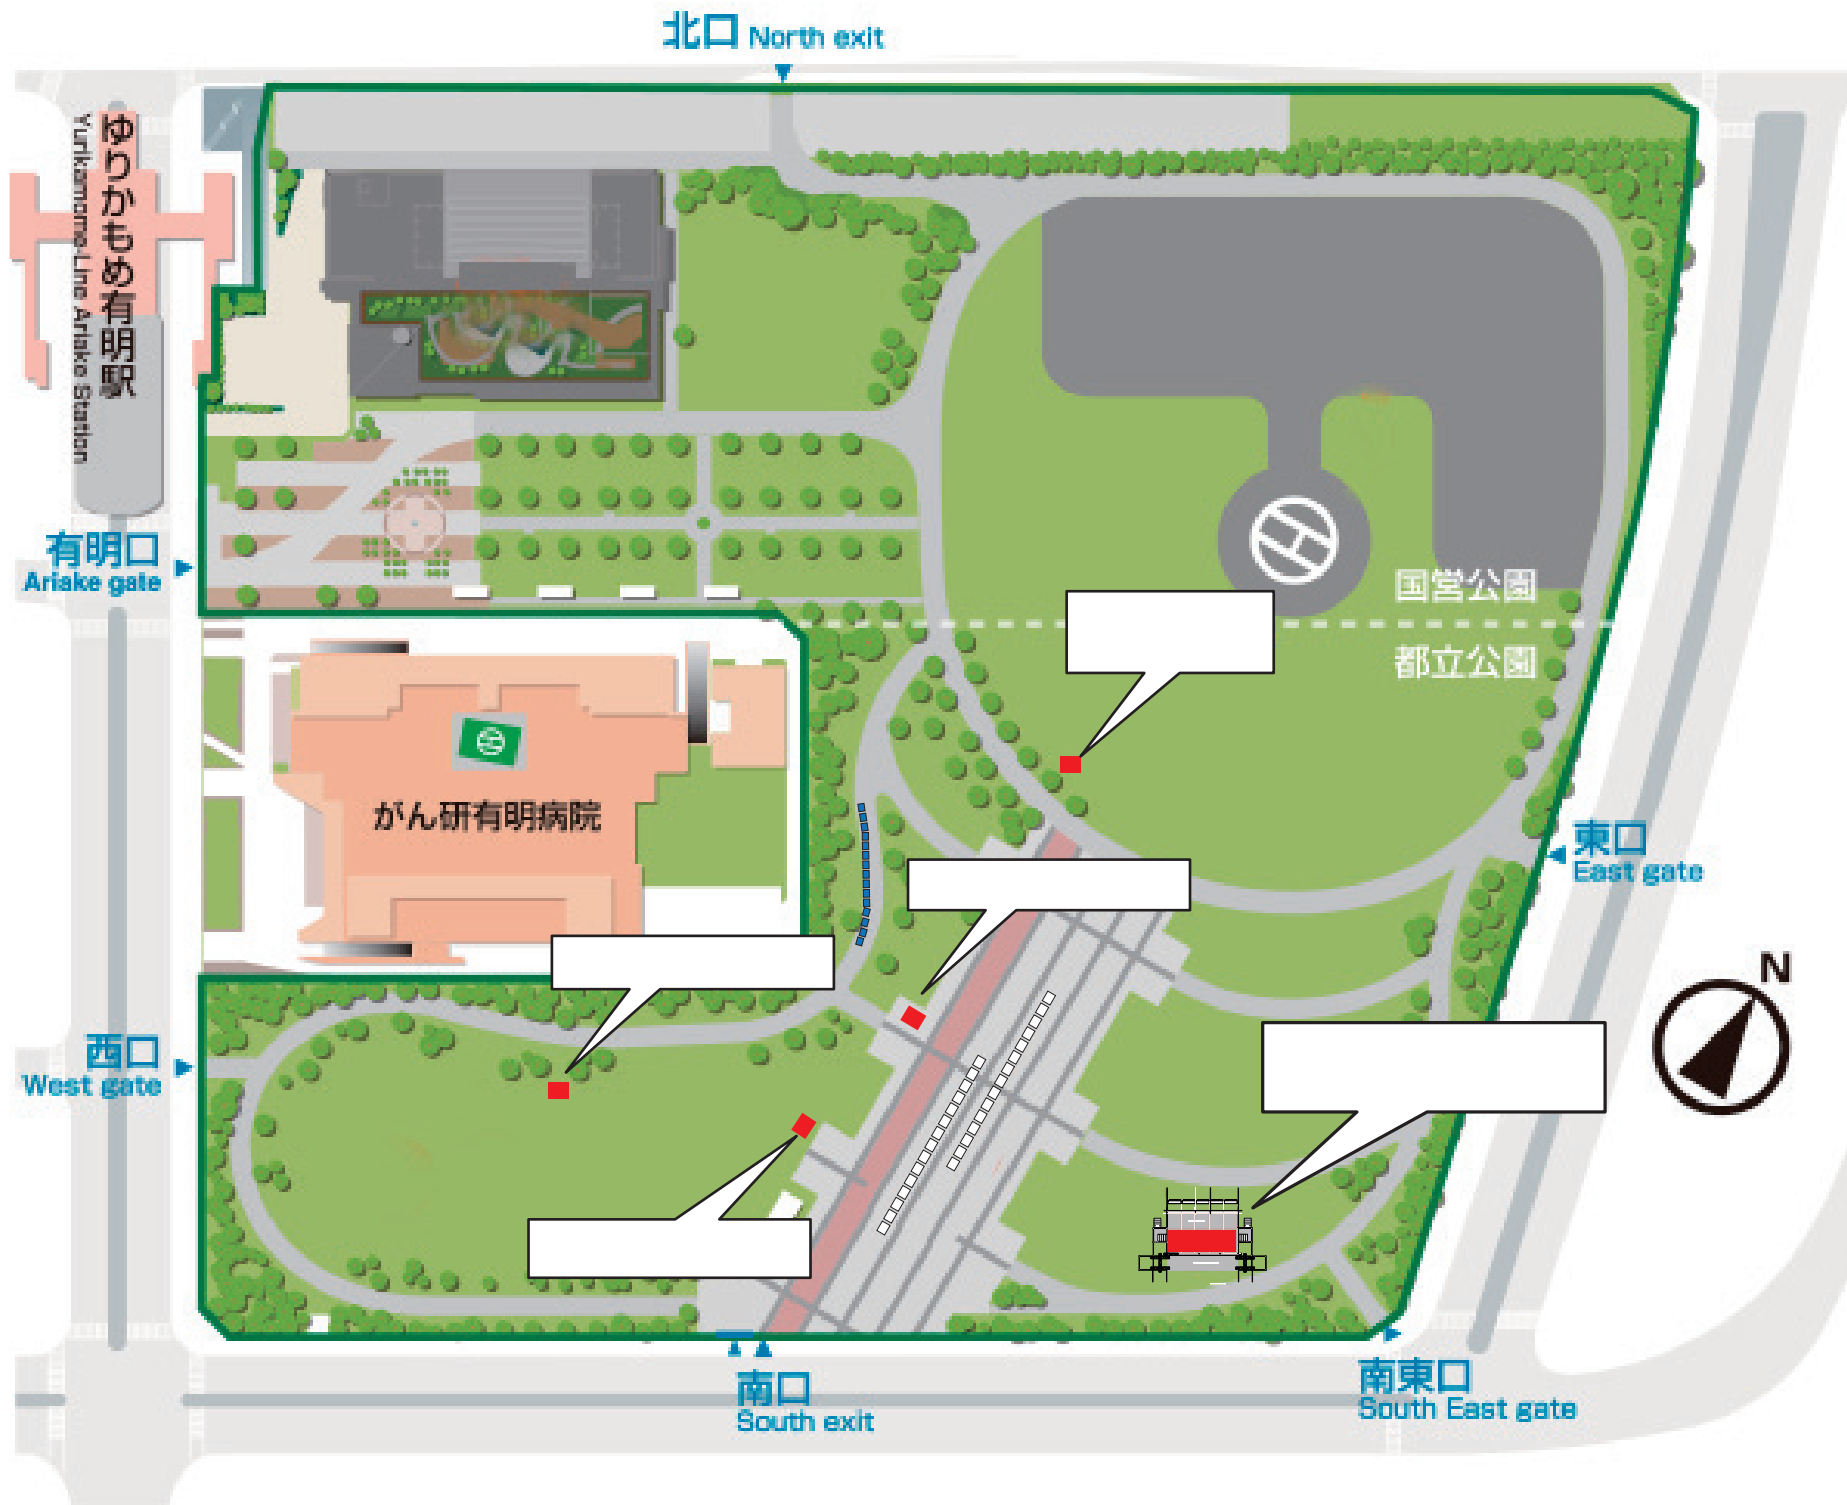 北口 North exit
ゆりかもめ有明駅
Yurikamome-Line Ariake Station
有明口
Ariake gate
国営公園
都立公園
がん研有明病院
東口
East gate
N
西口
West gate
南口
South exit
南東口
South East gate